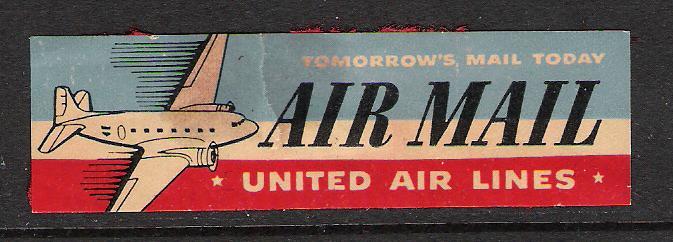 TOMORROW'S MAIL TODAY
AIR MAIL
★ UNITED AIR LINES ★